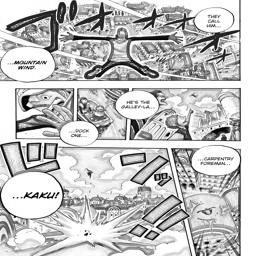 THEY
CALL
HIM...
...MOUNTAIN
WIND.
HE'S THE
GALLEY-LA...
...DOCK
ONE...
...CARPENTRY
FOREMAN...
...KAKU!